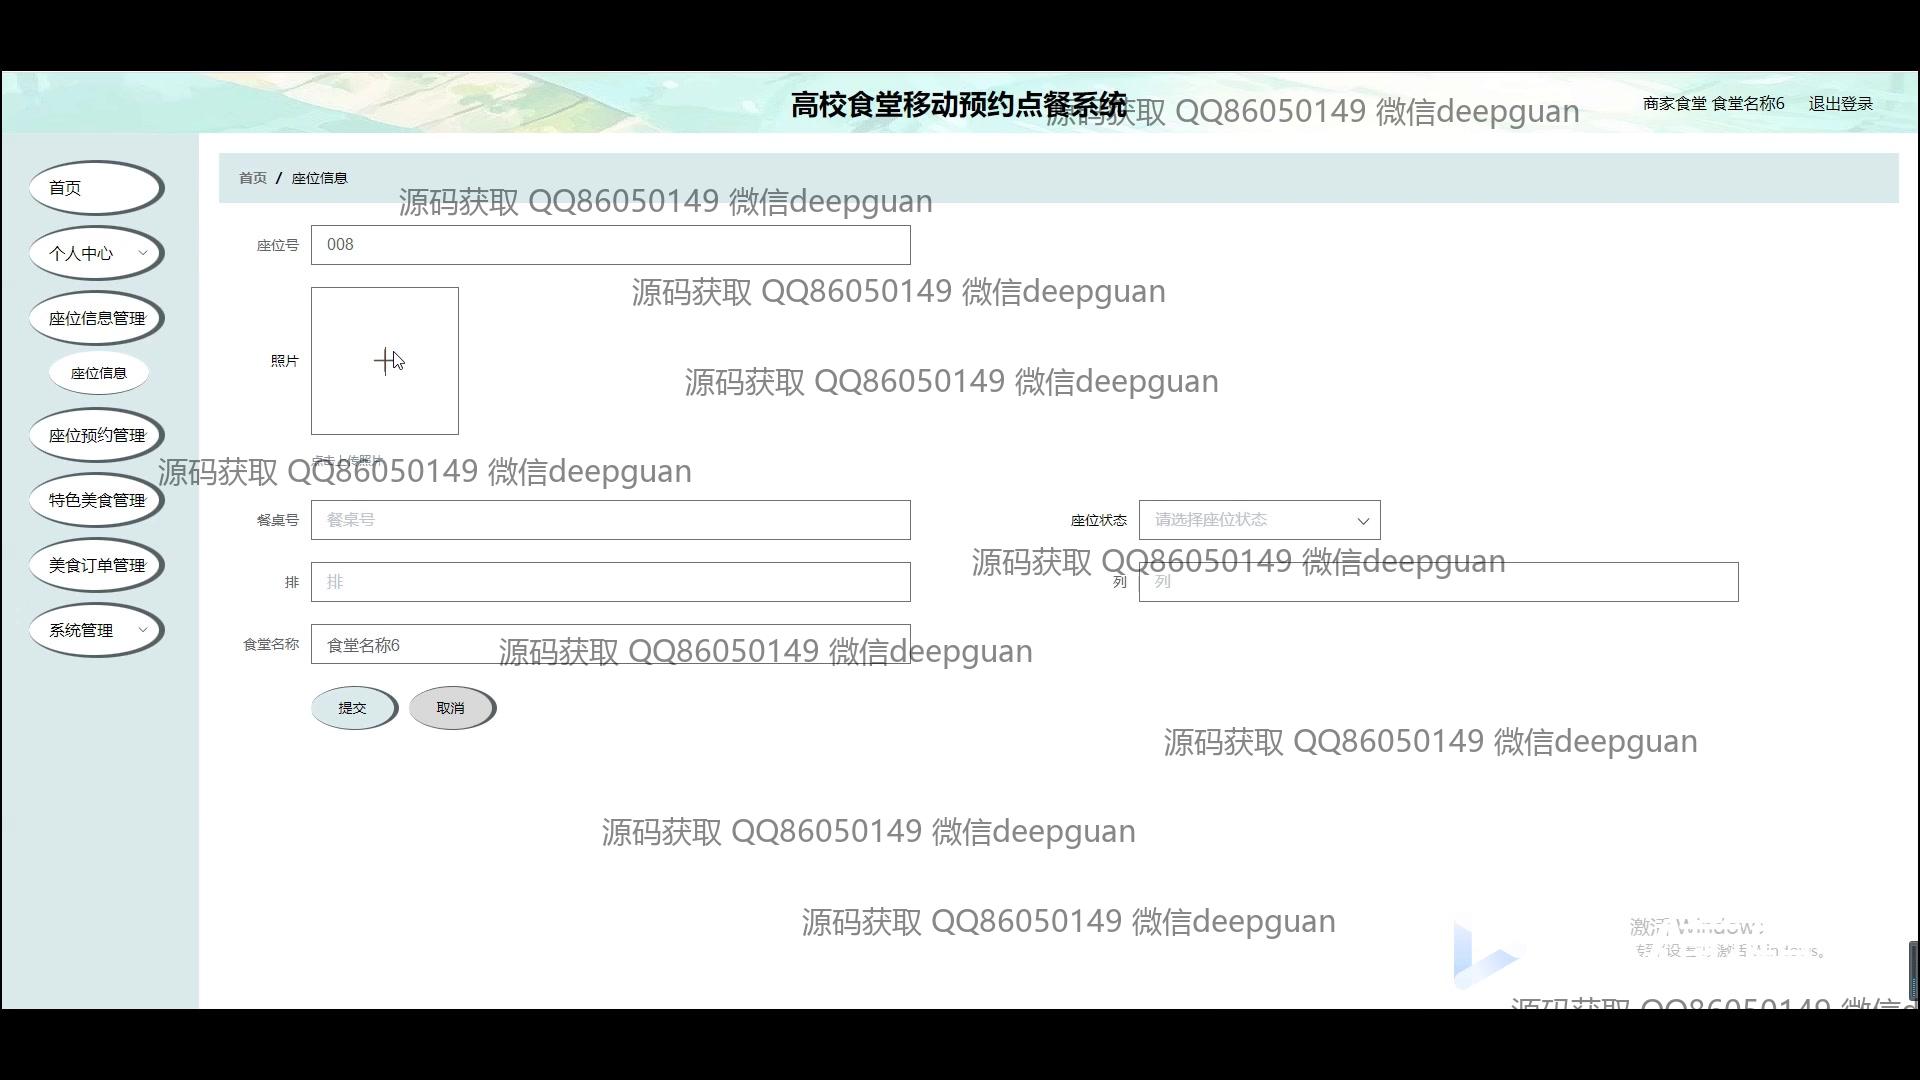 高校食堂移动预约点餐系统
源码获取 QQ86050149 微信deepguan
商家食堂 食堂名称6 退出登录
首页
首页 / 座位信息
源码获取 QQ86050149 微信deepguan
个人中心
座位号 008
源码获取 QQ86050149 微信deepguan
座位信息管理
照片
座位信息
源码获取 QQ86050149 微信deepguan
座位预约管理
点击上传照片
源码获取 QQ86050149 微信deepguan
特色美食管理
餐桌号 餐桌号
座位状态 请选择座位状态
源码获取 QQ86050149 微信deepguan
美食订单管理
排 排
列 列
系统管理
食堂名称 食堂名称6
源码获取 QQ86050149 微信deepguan
提交 取消
源码获取 QQ86050149 微信deepguan
源码获取 QQ86050149 微信deepguan
源码获取 QQ86050149 微信deepguan
激活 Windows
源码获取 QQ86050149 微信